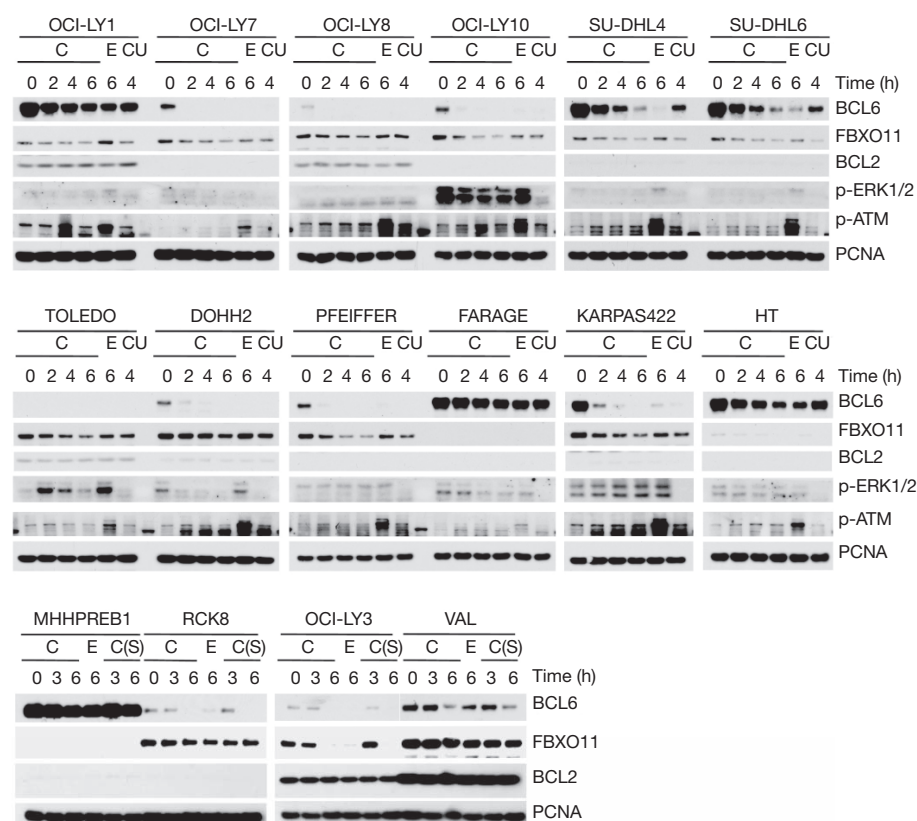 OCI-LY1 OCI-LY7 OCI-LY8 OCI-LY10 SU-DHL4 SU-DHL6
C E CU C E CU C E CU C E CU C E CU C E CU
0 2 4 6 6 4 0 2 4 6 6 4 0 2 4 6 6 4 0 2 4 6 6 4 0 2 4 6 6 4 0 2 4 6 6 4 Time (h)
BCL6
FBXO11
BCL2
p-ERK1/2
p-ATM
PCNA
TOLEDO DOHH2 PFEIFFER FARAGE KARPAS422 HT
C E CU C E CU C E CU C E CU C E CU C E CU
0 2 4 6 6 4 0 2 4 6 6 4 0 2 4 6 6 4 0 2 4 6 6 4 0 2 4 6 6 4 0 2 4 6 6 4 Time (h)
BCL6
FBXO11
BCL2
p-ERK1/2
p-ATM
PCNA
MHHPREB1 RCK8 OCI-LY3 VAL
C E C(S) C E C(S) C E C(S) C E C(S)
0 3 6 6 3 6 0 3 6 6 3 6 0 3 6 6 3 6 0 3 6 6 3 6 Time (h)
BCL6
FBXO11
BCL2
PCNA